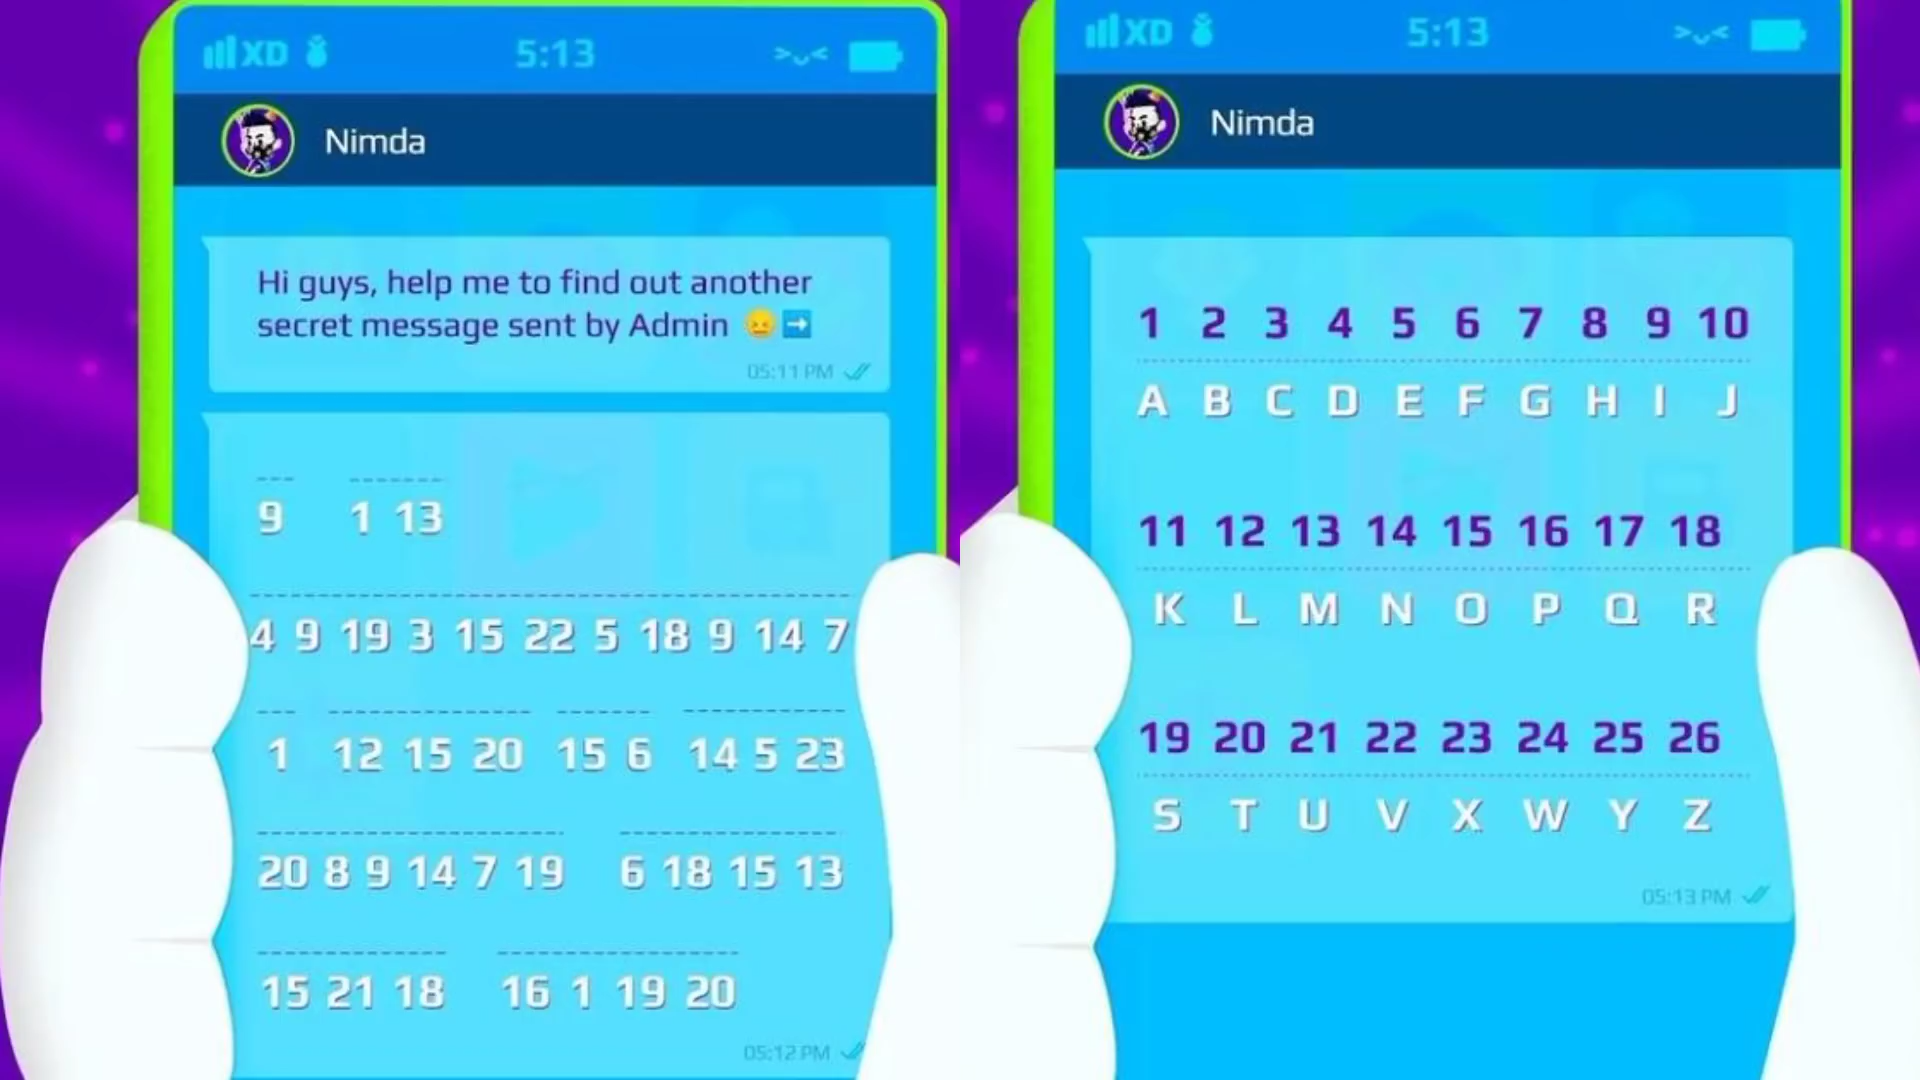 XD 5:13 >⌣<
Nimda
Hi guys, help me to find out another
secret message sent by Admin 😖➡️
05:11 PM
9 1 13
4 9 19 3 15 22 5 18 9 14 7
1 12 15 20 15 6 14 5 23
20 8 9 14 7 19 6 18 15 13
15 21 18 16 1 19 20
05:12 PM
XD 5:13 >⌣<
Nimda
1 2 3 4 5 6 7 8 9 10
A B C D E F G H I J
11 12 13 14 15 16 17 18
K L M N O P Q R
19 20 21 22 23 24 25 26
S T U V X W Y Z
05:13 PM